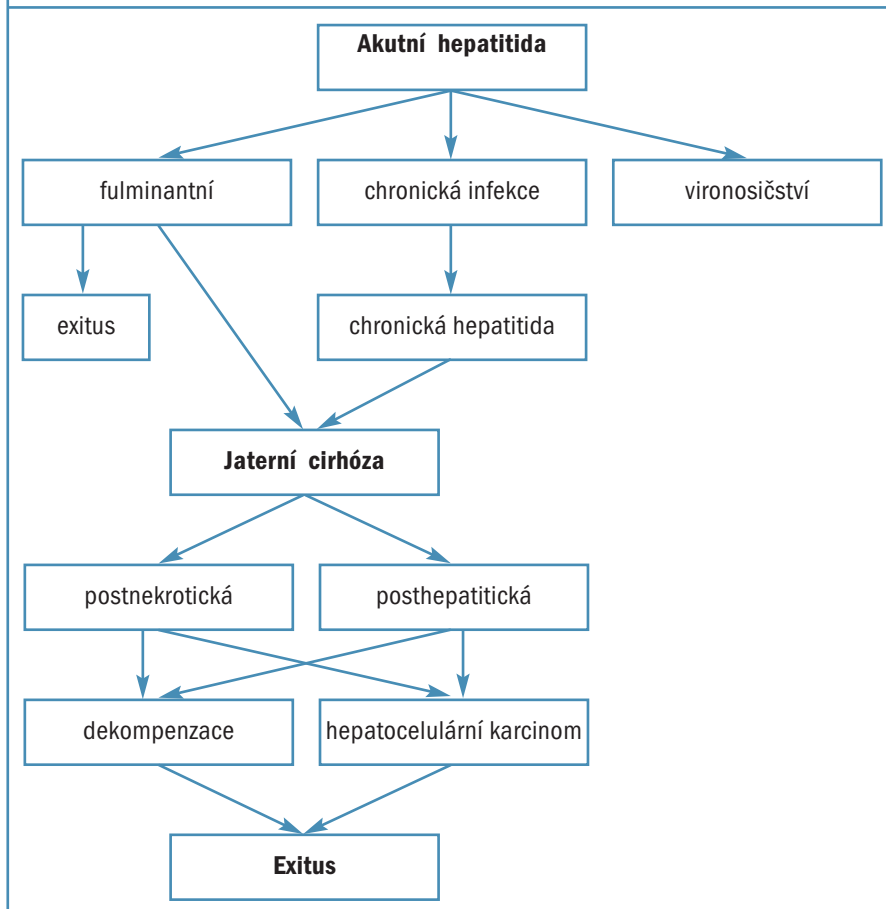 Akutní hepatitida
fulminantní
chronická infekce
vironosičství
exitus
chronická hepatitida
Jaterní cirhóza
postnekrotická
posthepatitická
dekompenzace
hepatocelulární karcinom
Exitus